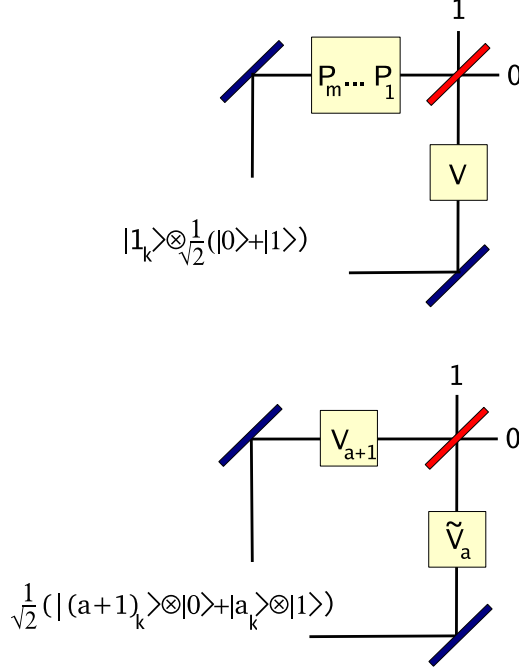 1
P_m ... P_1 0
V
|1_k>⊗1/√2(|0>+|1>)
1
V_{a+1} 0
Ṽ_a
1/√2(|(a+1)_k>⊗|0>+|a_k>⊗|1>)